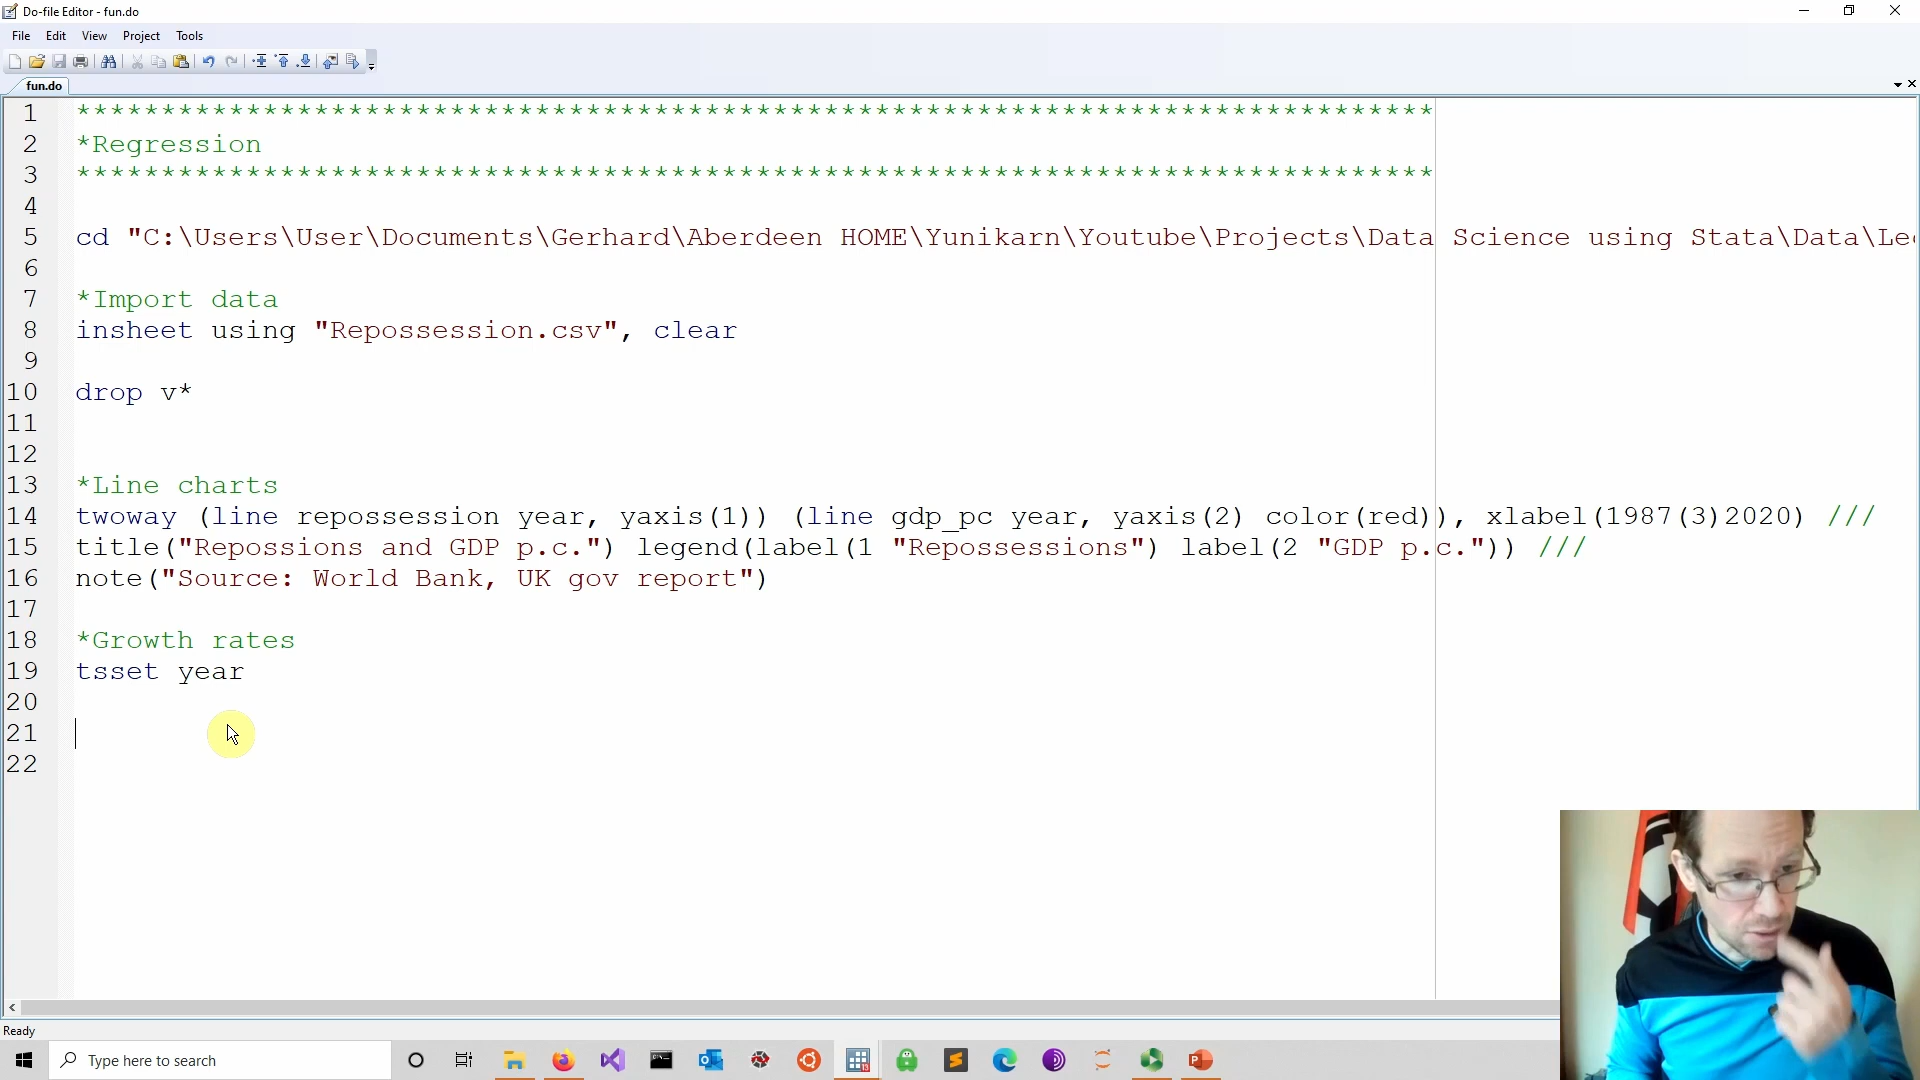 Do-file Editor - fun.do
File Edit View Project Tools
fun.do
1 ********************************************************************************
2 *Regression
3 ********************************************************************************
4
5 cd "C:\Users\User\Documents\Gerhard\Aberdeen HOME\Yunikarn\Youtube\Projects\Data Science using Stata\Data\Le
6
7 *Import data
8 insheet using "Repossession.csv", clear
9
10 drop v*
11
12
13 *Line charts
14 twoway (line repossession year, yaxis(1)) (line gdp_pc year, yaxis(2) color(red)), xlabel(1987(3)2020) ///
15 title("Repossions and GDP p.c.") legend(label(1 "Repossessions") label(2 "GDP p.c.")) ///
16 note("Source: World Bank, UK gov report")
17
18 *Growth rates
19 tsset year
20
21
22
Ready
Type here to search